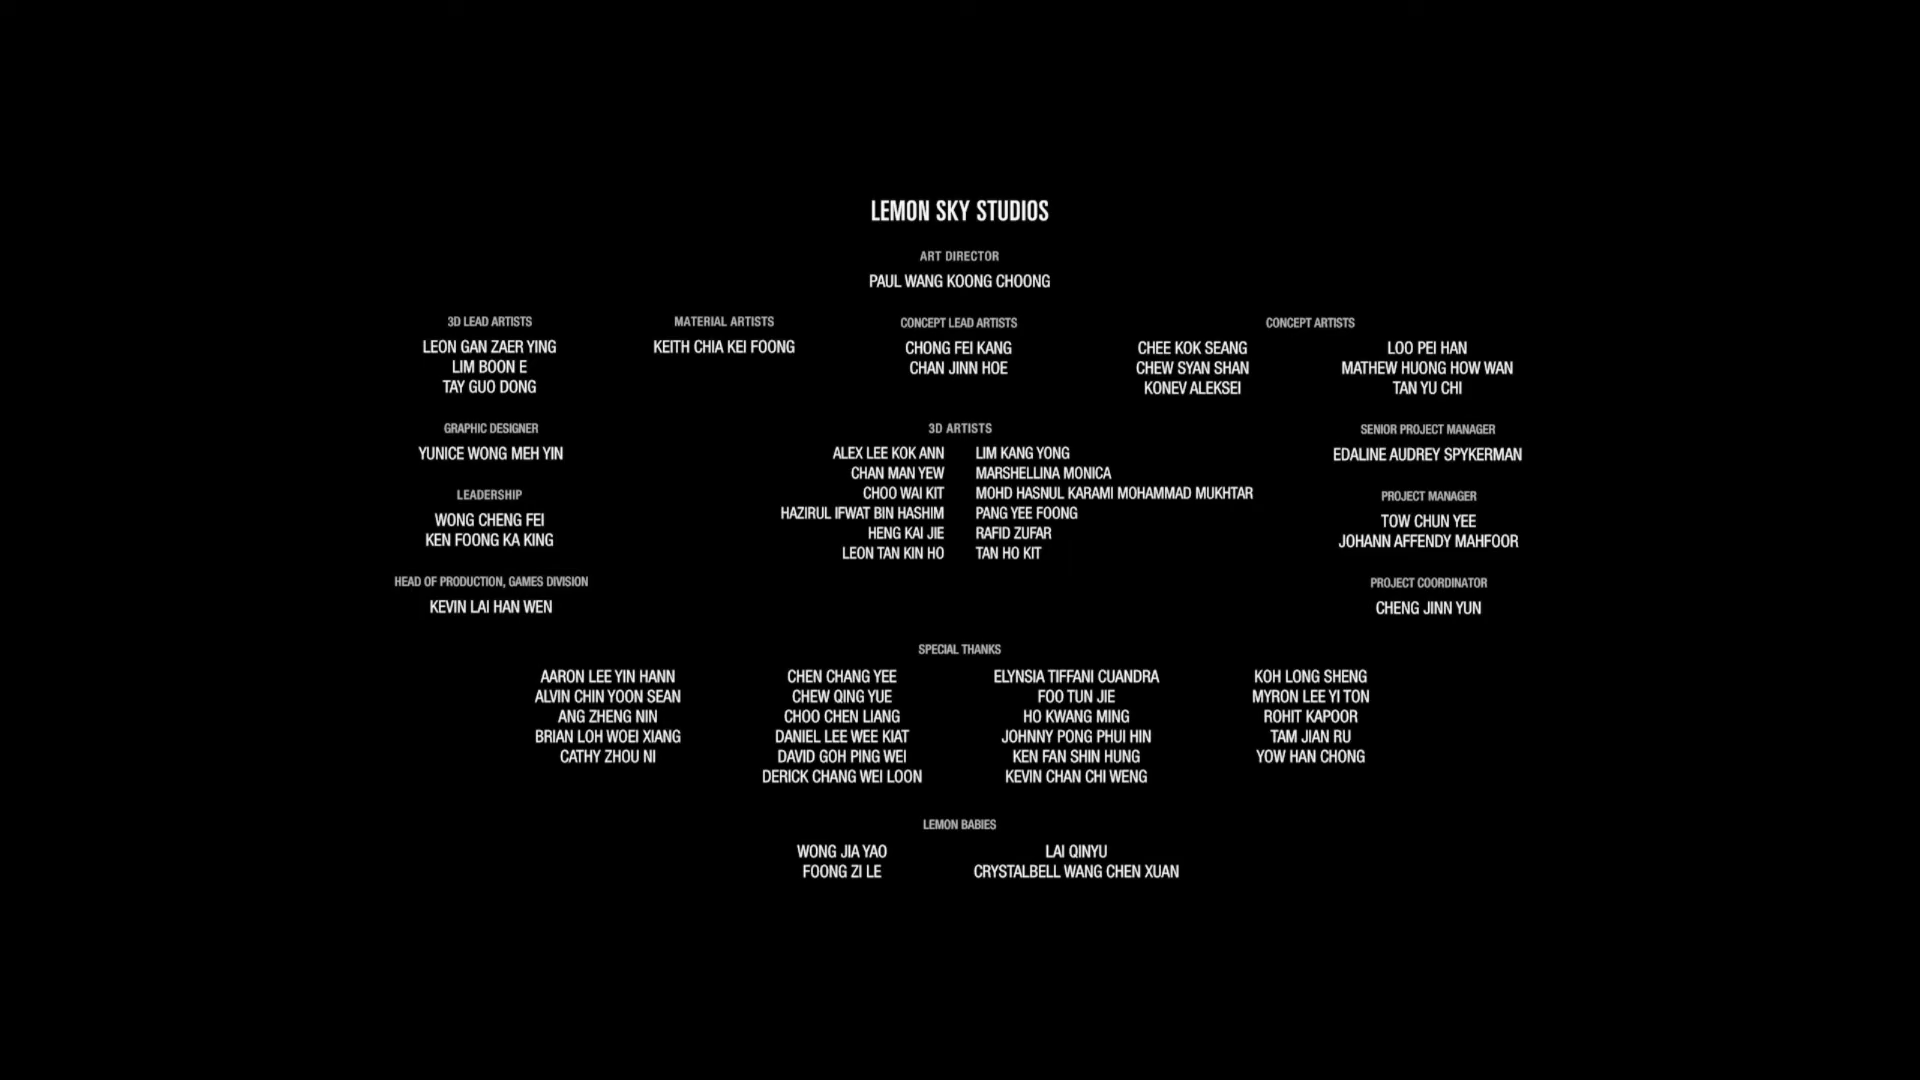 LEMON SKY STUDIOS
ART DIRECTOR
PAUL WANG KOONG CHOONG
3D LEAD ARTISTS
LEON GAN ZAER YING
LIM BOON E
TAY GUO DONG
MATERIAL ARTISTS
KEITH CHIA KEI FOONG
CONCEPT LEAD ARTISTS
CHONG FEI KANG
CHAN JINN HOE
CONCEPT ARTISTS
CHEE KOK SEANG
CHEW SYAN SHAN
KONEV ALEKSEI
LOO PEI HAN
MATHEW HUONG HOW WAN
TAN YU CHI
GRAPHIC DESIGNER
YUNICE WONG MEH YIN
LEADERSHIP
WONG CHENG FEI
KEN FOONG KA KING
HEAD OF PRODUCTION, GAMES DIVISION
KEVIN LAI HAN WEN
3D ARTISTS
ALEX LEE KOK ANN
CHAN MAN YEW
CHOO WAI KIT
HAZIRUL IFWAT BIN HASHIM
HENG KAI JIE
LEON TAN KIN HO
LIM KANG YONG
MARSHELLINA MONICA
MOHD HASNUL KARAMI MOHAMMAD MUKHTAR
PANG YEE FOONG
RAFID ZUFAR
TAN HO KIT
SENIOR PROJECT MANAGER
EDALINE AUDREY SPYKERMAN
PROJECT MANAGER
TOW CHUN YEE
JOHANN AFFENDY MAHFOOR
PROJECT COORDINATOR
CHENG JINN YUN
SPECIAL THANKS
AARON LEE YIN HANN
ALVIN CHIN YOON SEAN
ANG ZHENG NIN
BRIAN LOH WOEI XIANG
CATHY ZHOU NI
CHEN CHANG YEE
CHEW QING YUE
CHOO CHEN LIANG
DANIEL LEE WEE KIAT
DAVID GOH PING WEI
DERICK CHANG WEI LOON
ELYNSIA TIFFANI CUANDRA
FOO TUN JIE
HO KWANG MING
JOHNNY PONG PHUI HIN
KEN FAN SHIN HUNG
KEVIN CHAN CHI WENG
KOH LONG SHENG
MYRON LEE YI TON
ROHIT KAPOOR
TAM JIAN RU
YOW HAN CHONG
LEMON BABIES
WONG JIA YAO
FOONG ZI LE
LAI QINYU
CRYSTALBELL WANG CHEN XUAN